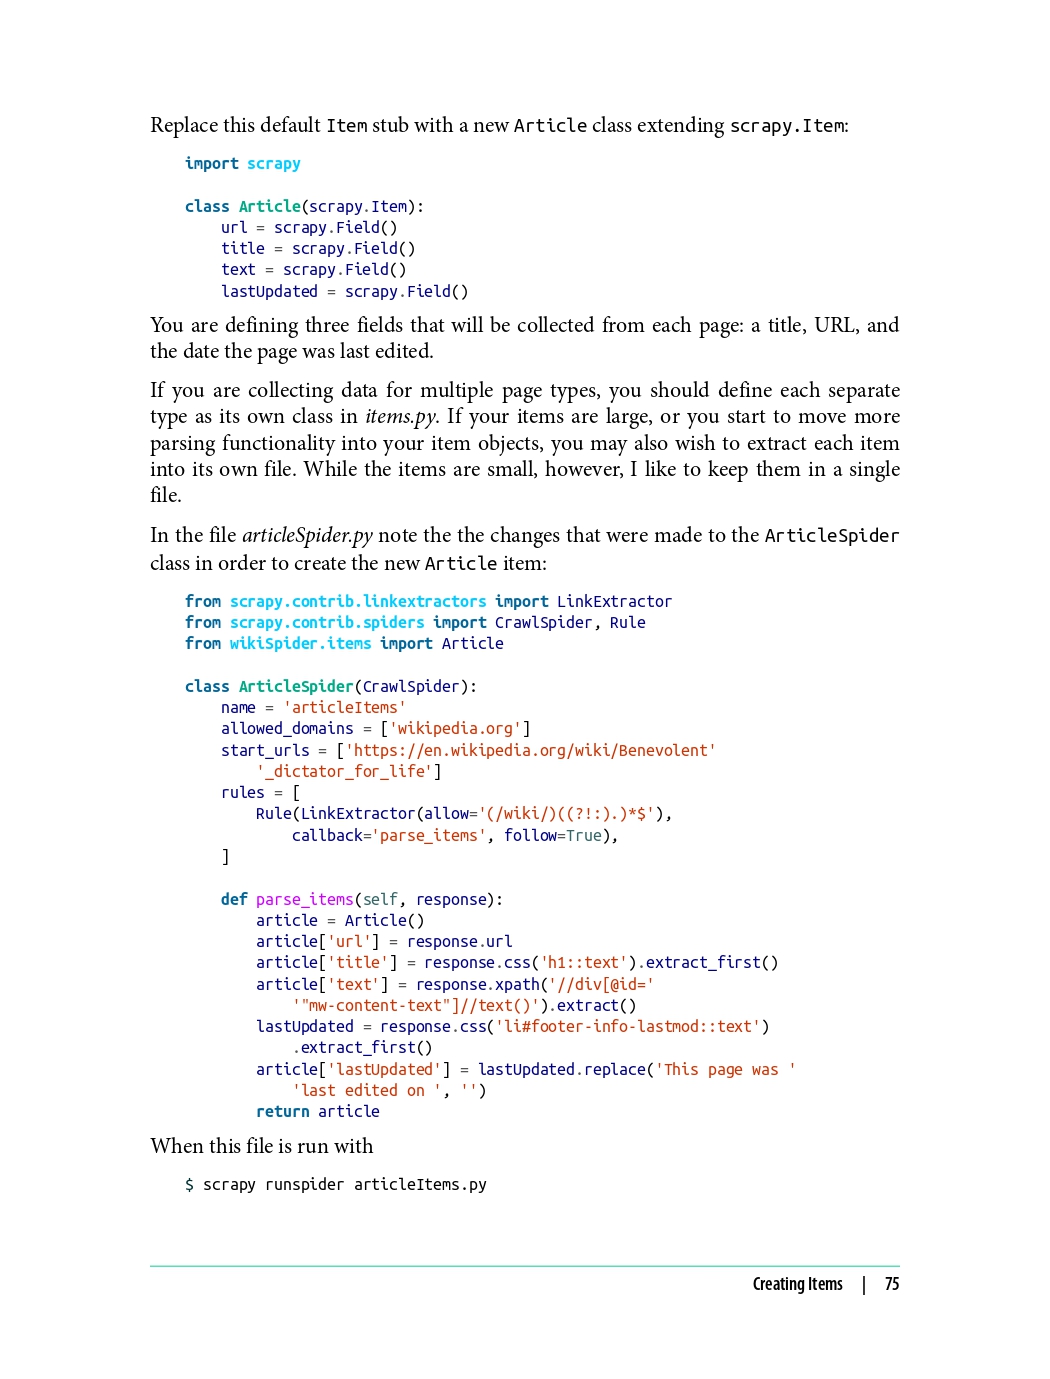 Replace this default Item stub with a new Article class extending scrapy.Item:
import scrapy
class Article(scrapy.Item):
    url = scrapy.Field()
    title = scrapy.Field()
    text = scrapy.Field()
    lastUpdated = scrapy.Field()
You are defining three fields that will be collected from each page: a title, URL, and
the date the page was last edited.
If you are collecting data for multiple page types, you should define each separate
type as its own class in items.py. If your items are large, or you start to move more
parsing functionality into your item objects, you may also wish to extract each item
into its own file. While the items are small, however, I like to keep them in a single
file.
In the file articleSpider.py note the the changes that were made to the ArticleSpider
class in order to create the new Article item:
from scrapy.contrib.linkextractors import LinkExtractor
from scrapy.contrib.spiders import CrawlSpider, Rule
from wikiSpider.items import Article
class ArticleSpider(CrawlSpider):
    name = 'articleItems'
    allowed_domains = ['wikipedia.org']
    start_urls = ['https://en.wikipedia.org/wiki/Benevolent'
        '_dictator_for_life']
    rules = [
        Rule(LinkExtractor(allow='(/wiki/)((?!:).)*$'),
            callback='parse_items', follow=True),
    ]
    def parse_items(self, response):
        article = Article()
        article['url'] = response.url
        article['title'] = response.css('h1::text').extract_first()
        article['text'] = response.xpath('//div[@id='
            '"mw-content-text"]//text()').extract()
        lastUpdated = response.css('li#footer-info-lastmod::text')
            .extract_first()
        article['lastUpdated'] = lastUpdated.replace('This page was '
            'last edited on ', '')
        return article
When this file is run with
$ scrapy runspider articleItems.py
Creating Items | 75